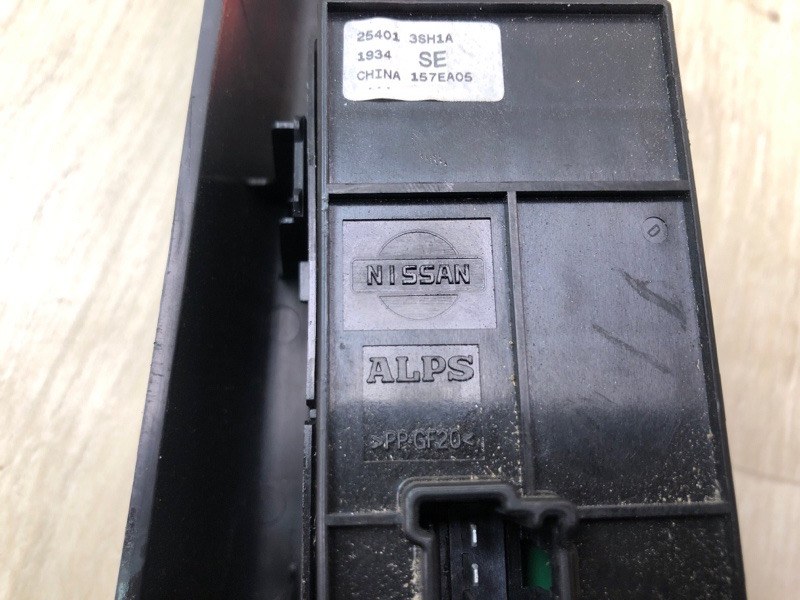 25401 3SH1A
1934 SE
CHINA 157EA05
D
NISSAN
ALPS
>PP-GF20<